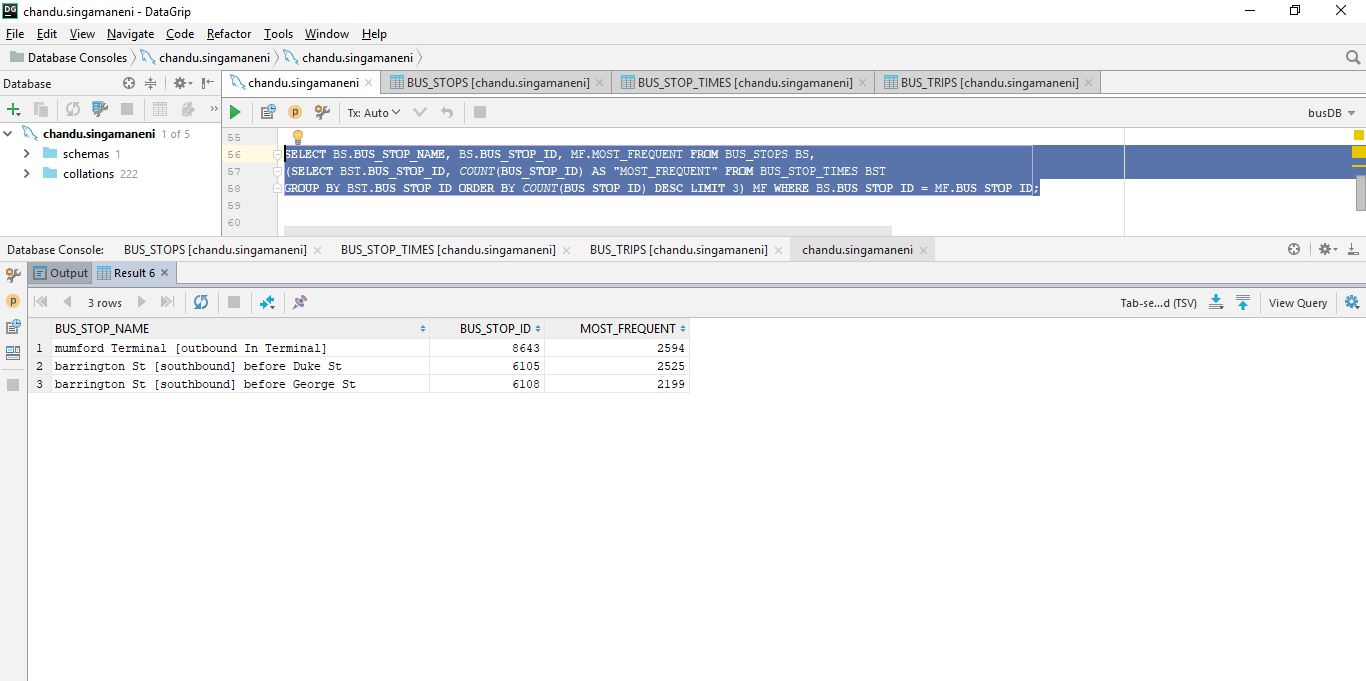 DG chandu.singamaneni - DataGrip
File Edit View Navigate Code Refactor Tools Window Help
Database Consoles chandu.singamaneni chandu.singamaneni
Database chandu.singamaneni BUS_STOPS [chandu.singamaneni] BUS_STOP_TIMES [chandu.singamaneni] BUS_TRIPS [chandu.singamaneni]
p Tx: Auto busDB
chandu.singamaneni 1 of 5
schemas 1
collations 222
55
56 SELECT BS.BUS_STOP_NAME, BS.BUS_STOP_ID, MF.MOST_FREQUENT FROM BUS_STOPS BS,
57 (SELECT BST.BUS_STOP_ID, COUNT(BUS_STOP_ID) AS "MOST_FREQUENT" FROM BUS_STOP_TIMES BST
58 GROUP BY BST.BUS_STOP_ID ORDER BY COUNT(BUS_STOP_ID) DESC LIMIT 3) MF WHERE BS.BUS_STOP_ID = MF.BUS_STOP_ID;
59
60
Database Console: BUS_STOPS [chandu.singamaneni] BUS_STOP_TIMES [chandu.singamaneni] BUS_TRIPS [chandu.singamaneni] chandu.singamaneni
Output Result 6
p 3 rows Tab-se...d (TSV) View Query
BUS_STOP_NAME BUS_STOP_ID MOST_FREQUENT
1 mumford Terminal [outbound In Terminal] 8643 2594
2 barrington St [southbound] before Duke St 6105 2525
3 barrington St [southbound] before George St 6108 2199